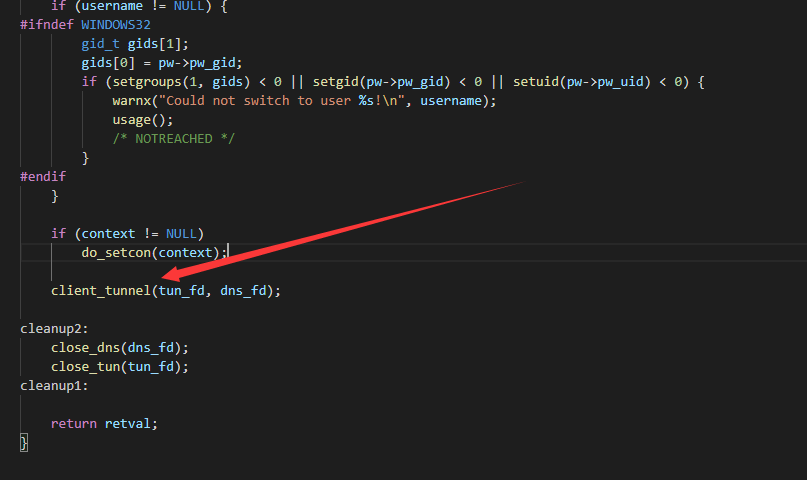 if (username != NULL) {
#ifndef WINDOWS32
gid_t gids[1];
gids[0] = pw->pw_gid;
if (setgroups(1, gids) < 0 || setgid(pw->pw_gid) < 0 || setuid(pw->pw_uid) < 0) {
warnx("Could not switch to user %s!\n", username);
usage();
/* NOTREACHED */
}
#endif
}
if (context != NULL)
do_setcon(context);
client_tunnel(tun_fd, dns_fd);
cleanup2:
close_dns(dns_fd);
close_tun(tun_fd);
cleanup1:
return retval;
}